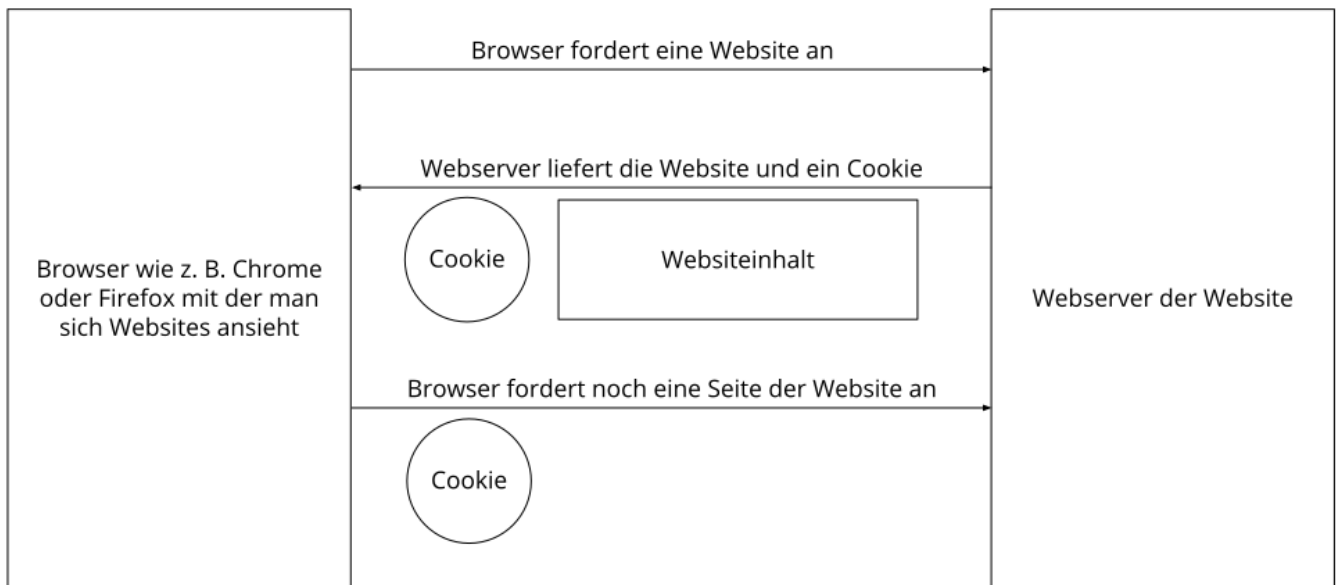 Browser fordert eine Website an
Webserver liefert die Website und ein Cookie
Cookie
Websiteinhalt
Browser wie z. B. Chrome
oder Firefox mit der man
sich Websites ansieht
Webserver der Website
Browser fordert noch eine Seite der Website an
Cookie